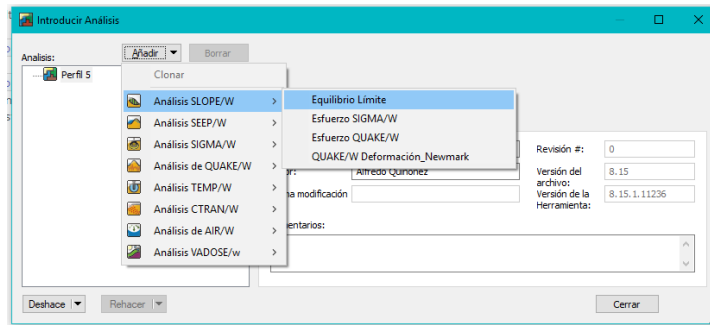 Introducir Análisis
Analisis:
Añadir
Borrar
Perfil 5
Clonar
Análisis SLOPE/W
Análisis SEEP/W
Análisis SIGMA/W
Análisis de QUAKE/W
Análisis TEMP/W
Análisis CTRAN/W
Análisis de AIR/W
Análisis VADOSE/w
Equilibrio Límite
Esfuerzo SIGMA/W
Esfuerzo QUAKE/W
QUAKE/W Deformación_Newmark
Alfredo Quiñonez
modificación
Revisión #: 0
Versión del archivo: 8.15
Versión de la Herramienta: 8.15.1.11236
Deshace
Rehacer
Cerrar